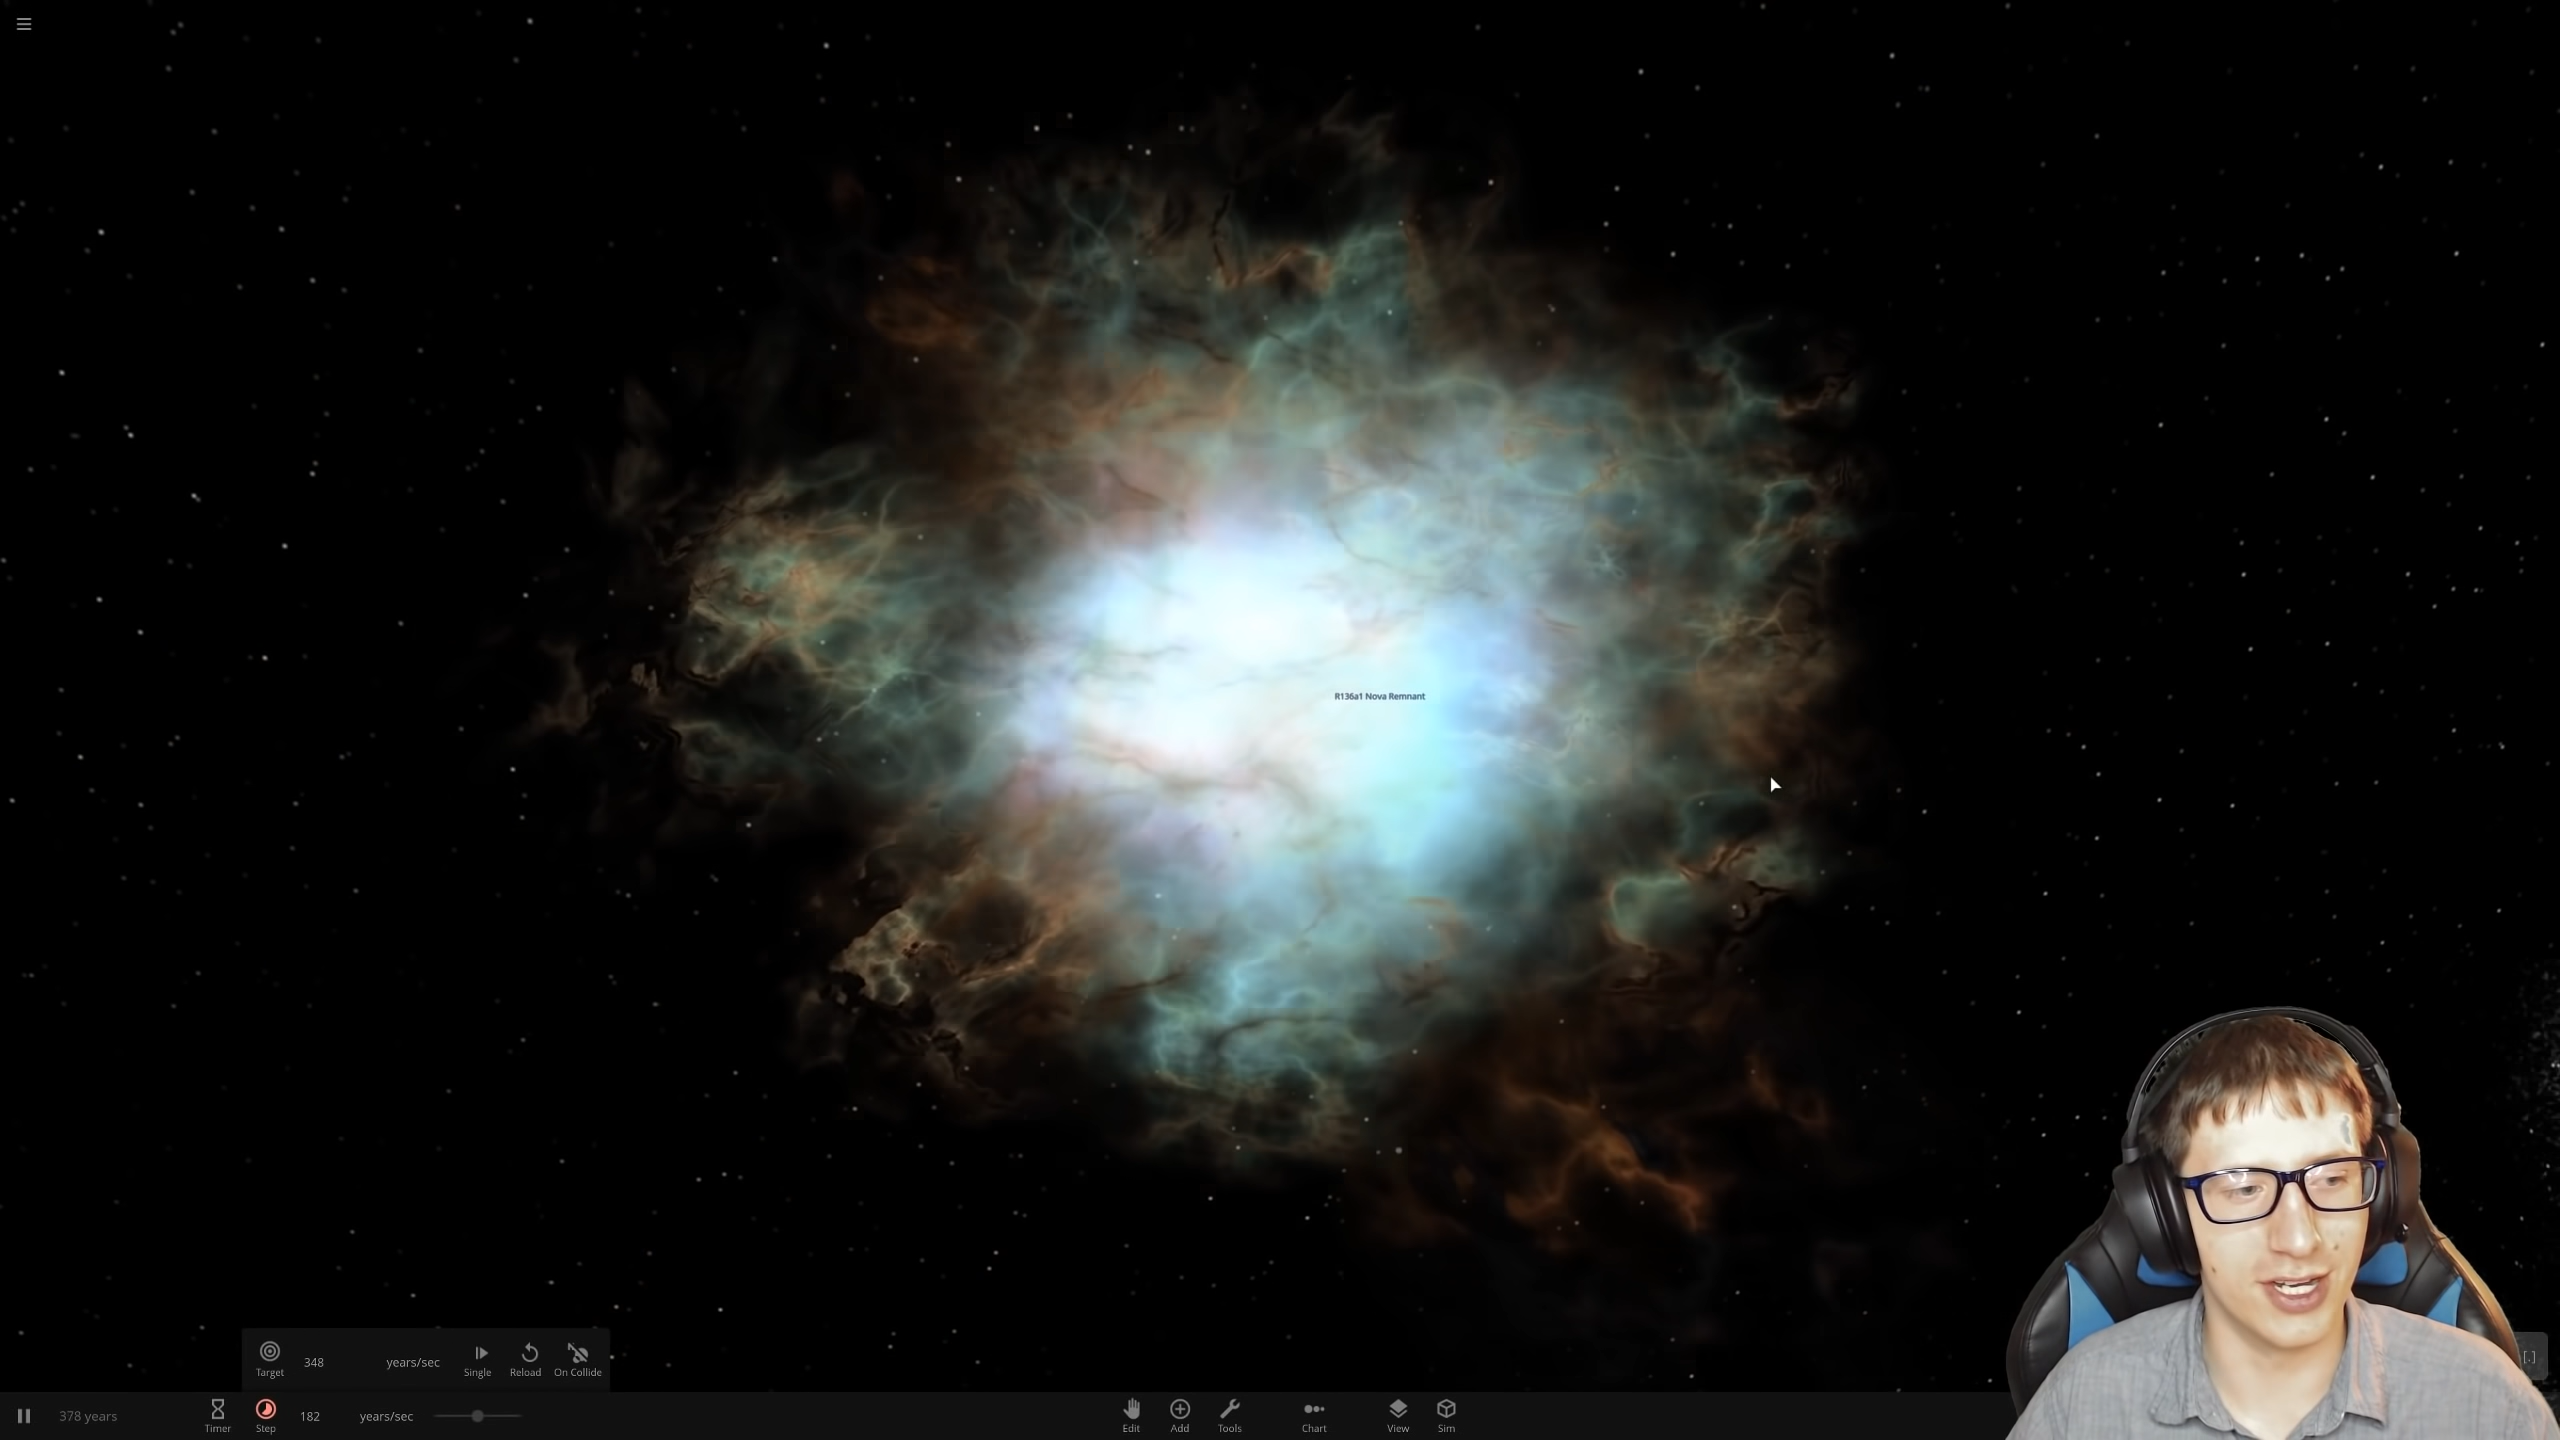 R136a1 Nova Remnant
Target 348 years/sec Single Reload On Collide
378 years Timer Step 182 years/sec Edit Add Tools Chart View Sim
[.]